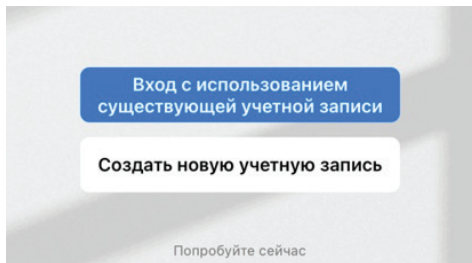 Вход с использованием
существующей учетной записи
Создать новую учетную запись
Попробуйте сейчас